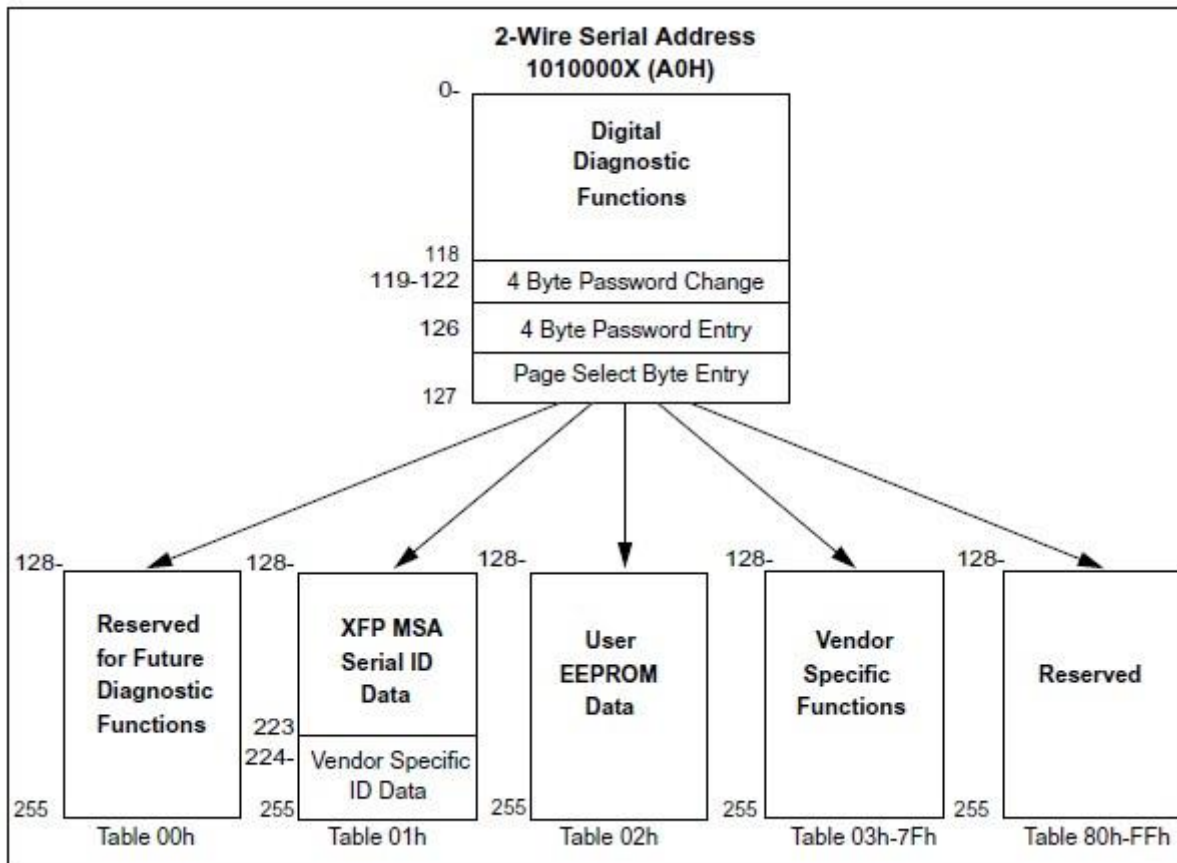 2-Wire Serial Address
1010000X (A0H)
0-
Digital
Diagnostic
Functions
118
119-122
4 Byte Password Change
126
4 Byte Password Entry
Page Select Byte Entry
127
128-
Reserved
for Future
Diagnostic
Functions
255
Table 00h
128-
XFP MSA
Serial ID
Data
223
224-
Vendor Specific
ID Data
255
Table 01h
128-
User
EEPROM
Data
255
Table 02h
128-
Vendor
Specific
Functions
255
Table 03h-7Fh
128-
Reserved
255
Table 80h-FFh